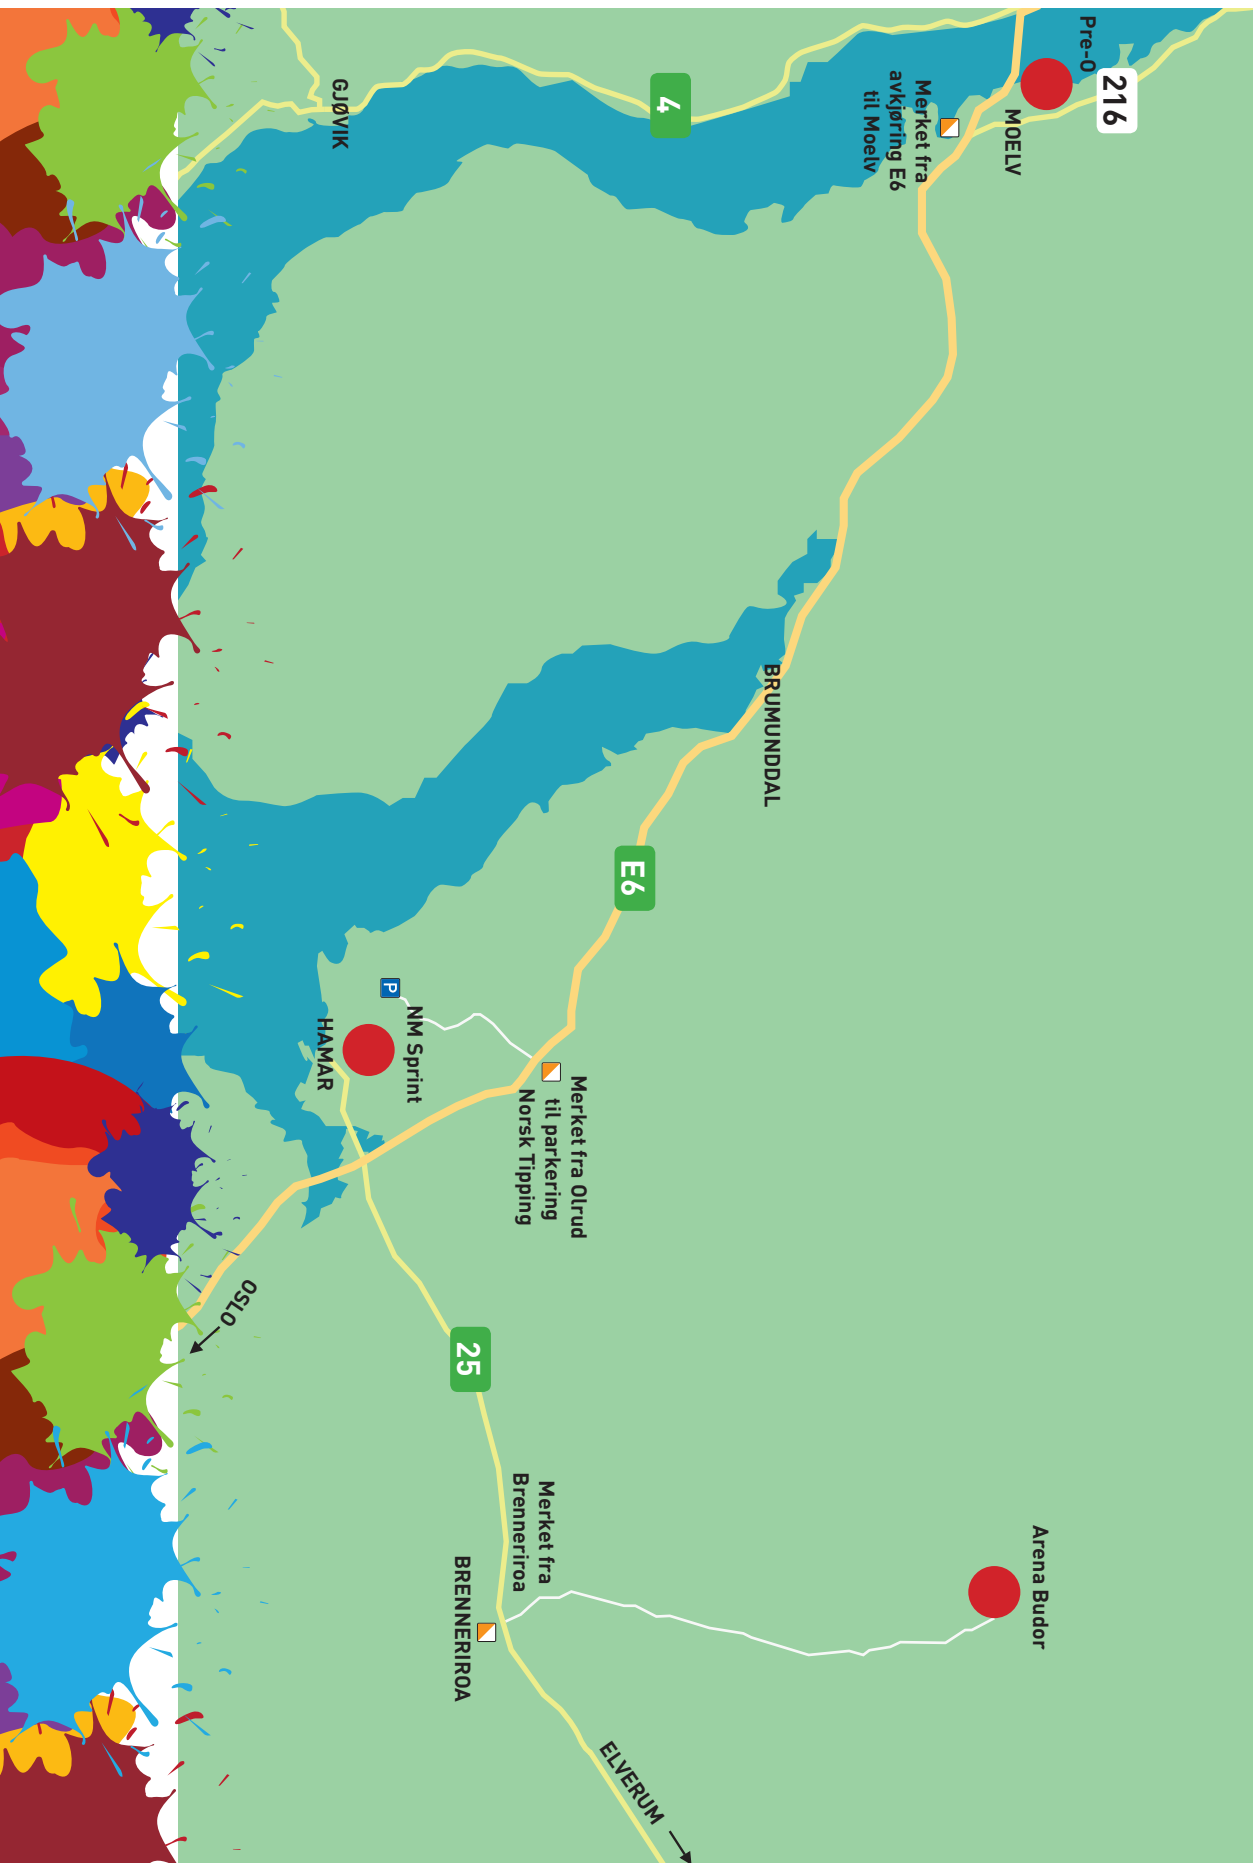 Pre-O
216
MOELV
Merket fra
avkjøring E6
til Moelv
4
GJØVIK
BRUMUNDDAL
E6
P
NM Sprint
HAMAR
Merket fra Olrud
til parkering
Norsk Tipping
OSLO
25
Merket fra
Brenneriroa
BRENNERIROA
Arena Budor
ELVERUM